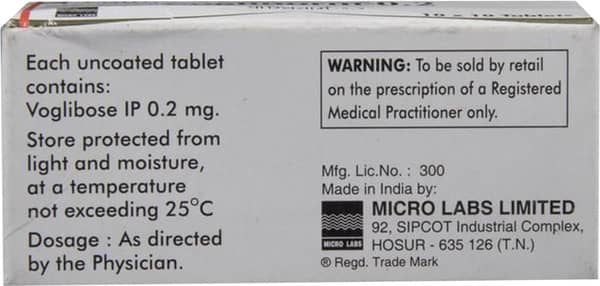 0.2
10 x 10 Tablets
Each uncoated tablet
contains:
Voglibose IP 0.2 mg.
Store protected from
light and moisture,
at a temperature
not exceeding 25°C
Dosage : As directed
by the Physician.
WARNING: To be sold by retail
on the prescription of a Registered
Medical Practitioner only.
Mfg. Lic.No. : 300
Made in India by:
MICRO LABS LIMITED
92, SIPCOT Industrial Complex,
HOSUR - 635 126 (T.N.)
MICRO LABS
® Regd. Trade Mark